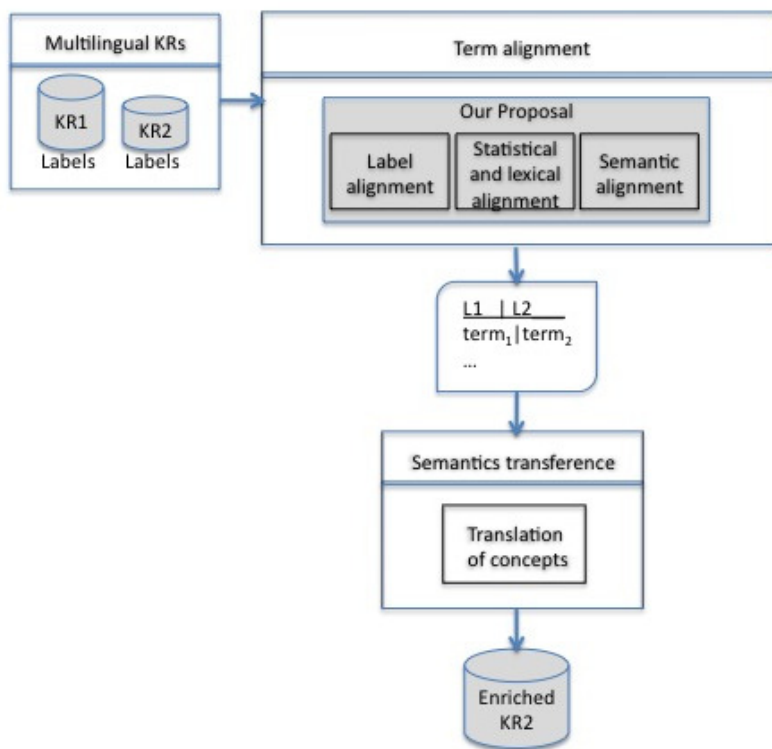 Multilingual KRs
KR1
KR2
Labels
Labels
Term alignment
Our Proposal
Label
alignment
Statistical
and lexical
alignment
Semantic
alignment
L1 | L2
term₁|term₂
...
Semantics transference
Translation
of concepts
Enriched
KR2